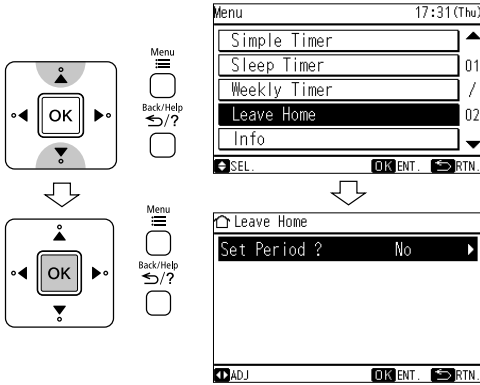 Menu
OK
Back/Help
/?
Menu 17:31(Thu)
Simple Timer
Sleep Timer 01
Weekly Timer /
Leave Home 02
Info
SEL. OK ENT. RTN.
Menu
OK
Back/Help
/?
Leave Home
Set Period ? No
ADJ OK ENT. RTN.